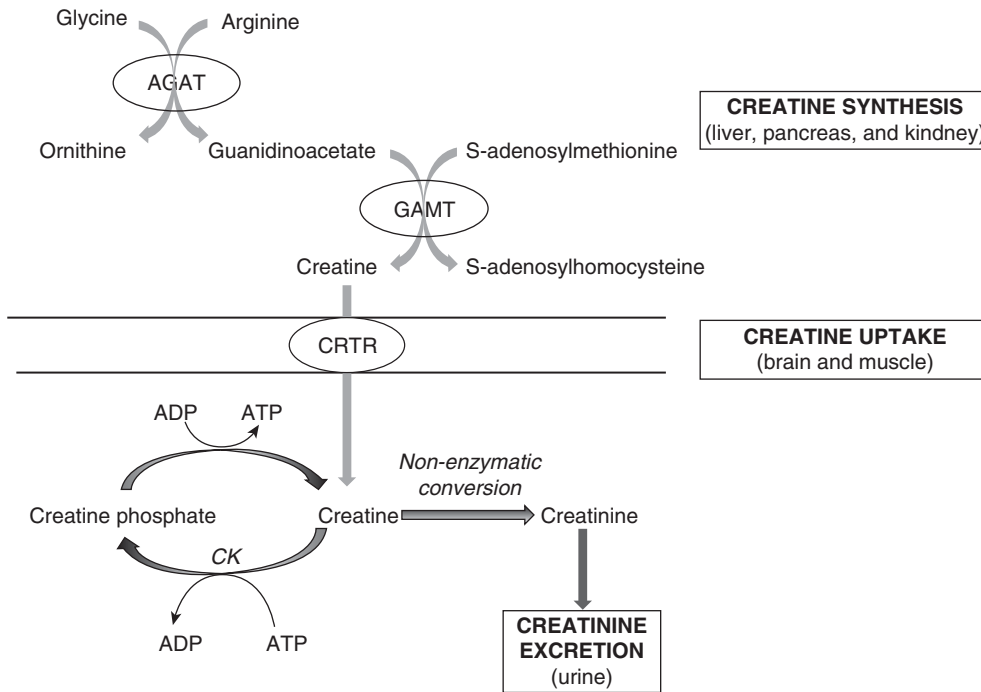 Glycine Arginine
AGAT
CREATINE SYNTHESIS
(liver, pancreas, and kindney)
Ornithine Guanidinoacetate S-adenosylmethionine
GAMT
Creatine S-adenosylhomocysteine
CRTR
CREATINE UPTAKE
(brain and muscle)
ADP ATP
Non-enzymatic
conversion
Creatine phosphate Creatine Creatinine
CK
ADP ATP
CREATININE
EXCRETION
(urine)